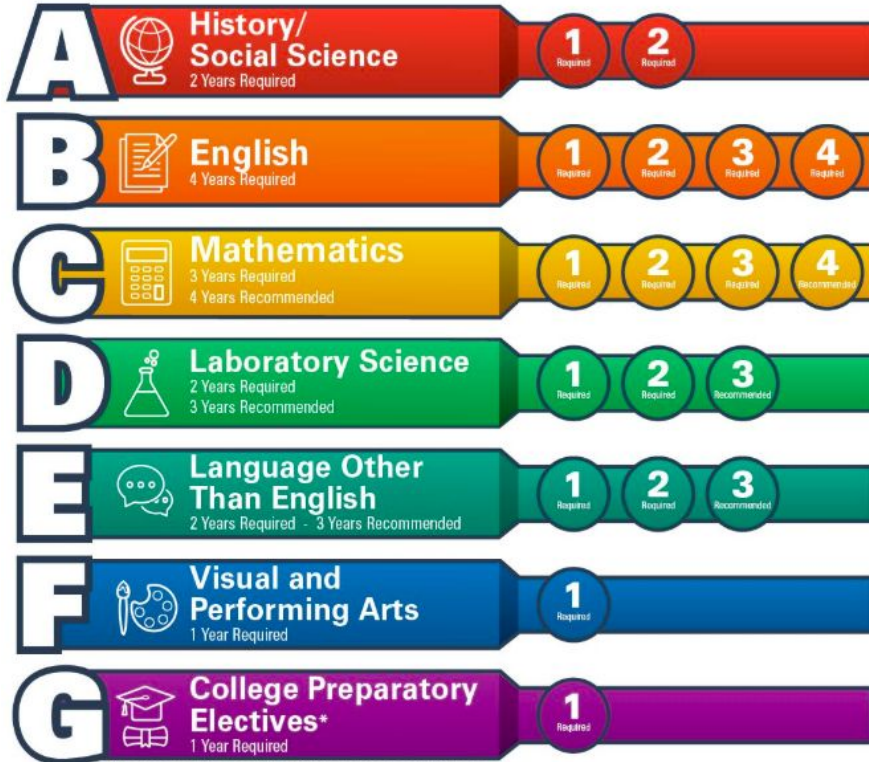 A
History/
Social Science
2 Years Required
1
Required
2
Required
B
English
4 Years Required
1
Required
2
Required
3
Required
4
Required
C
Mathematics
3 Years Required
4 Years Recommended
1
Required
2
Required
3
Required
4
Recommended
D
Laboratory Science
2 Years Required
3 Years Recommended
1
Required
2
Required
3
Recommended
E
Language Other
Than English
2 Years Required - 3 Years Recommended
1
Required
2
Required
3
Recommended
F
Visual and
Performing Arts
1 Year Required
1
Required
G
College Preparatory
Electives*
1 Year Required
1
Required